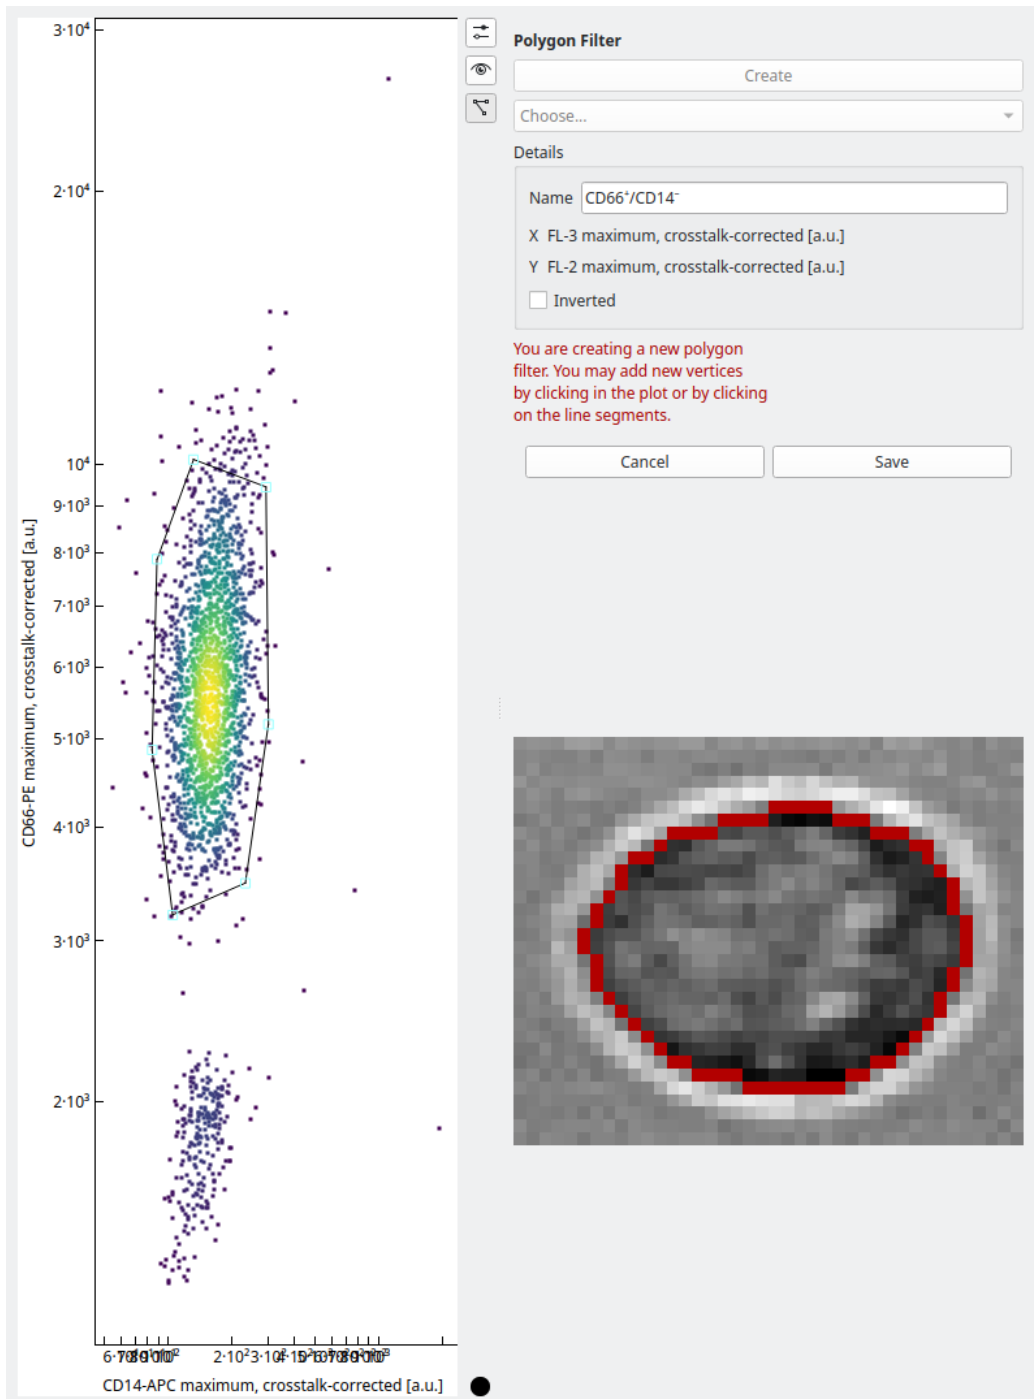 Polygon Filter
Create
Choose...
Details
Name CD66⁺/CD14⁻
X FL-3 maximum, crosstalk-corrected [a.u.]
Y FL-2 maximum, crosstalk-corrected [a.u.]
Inverted
You are creating a new polygon
filter. You may add new vertices
by clicking in the plot or by clicking
on the line segments.
Cancel Save
CD66-PE maximum, crosstalk-corrected [a.u.]
3·10⁴
2·10⁴
10⁴
9·10³
8·10³
7·10³
6·10³
5·10³
4·10³
3·10³
2·10³
2·10²
CD14-APC maximum, crosstalk-corrected [a.u.]